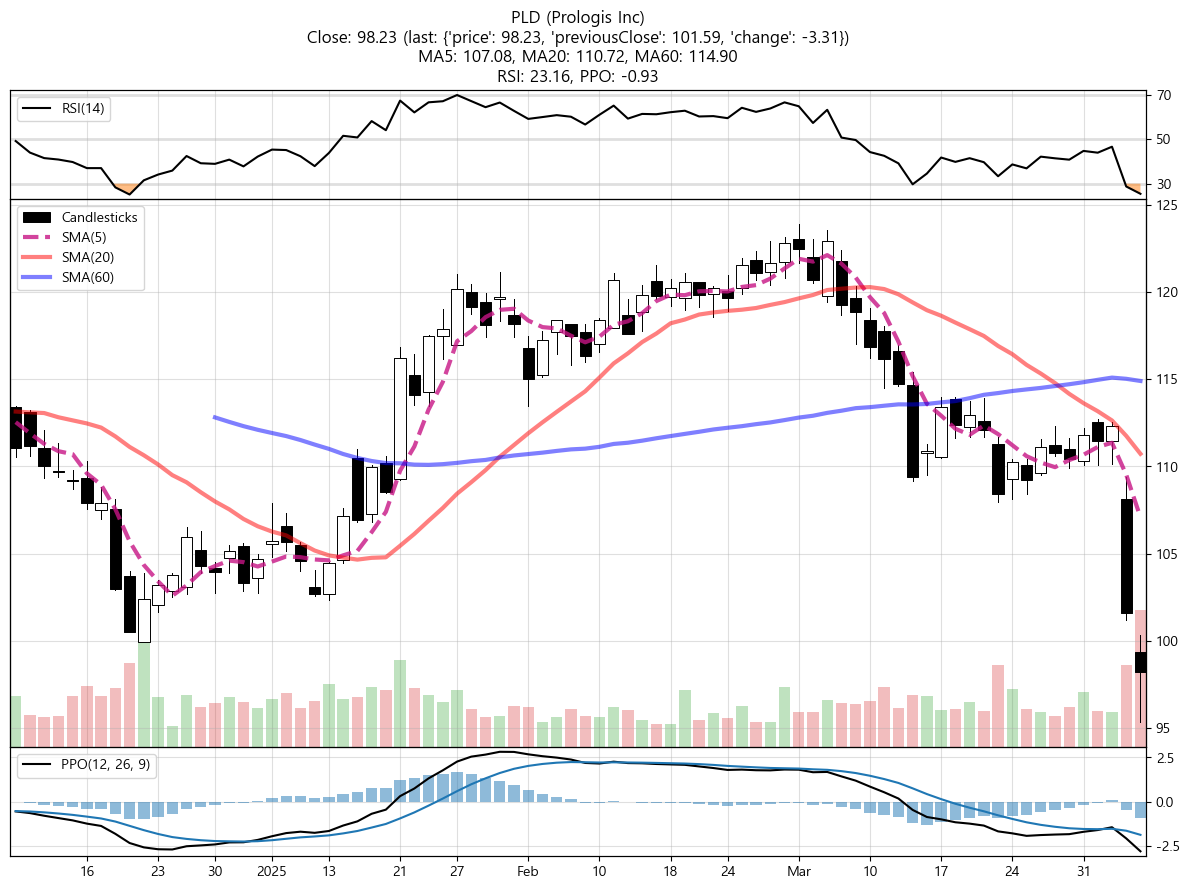 PLD (Prologis Inc)
Close: 98.23 (last: {'price': 98.23, 'previousClose': 101.59, 'change': -3.31})
MA5: 107.08, MA20: 110.72, MA60: 114.90
RSI: 23.16, PPO: -0.93
RSI(14)
70
50
30
Candlesticks
SMA(5)
SMA(20)
SMA(60)
125
120
115
110
105
100
95
PPO(12, 26, 9)
2.5
0.0
-2.5
16 23 30 2025 13 21 27 Feb 10 18 24 Mar 10 17 24 31